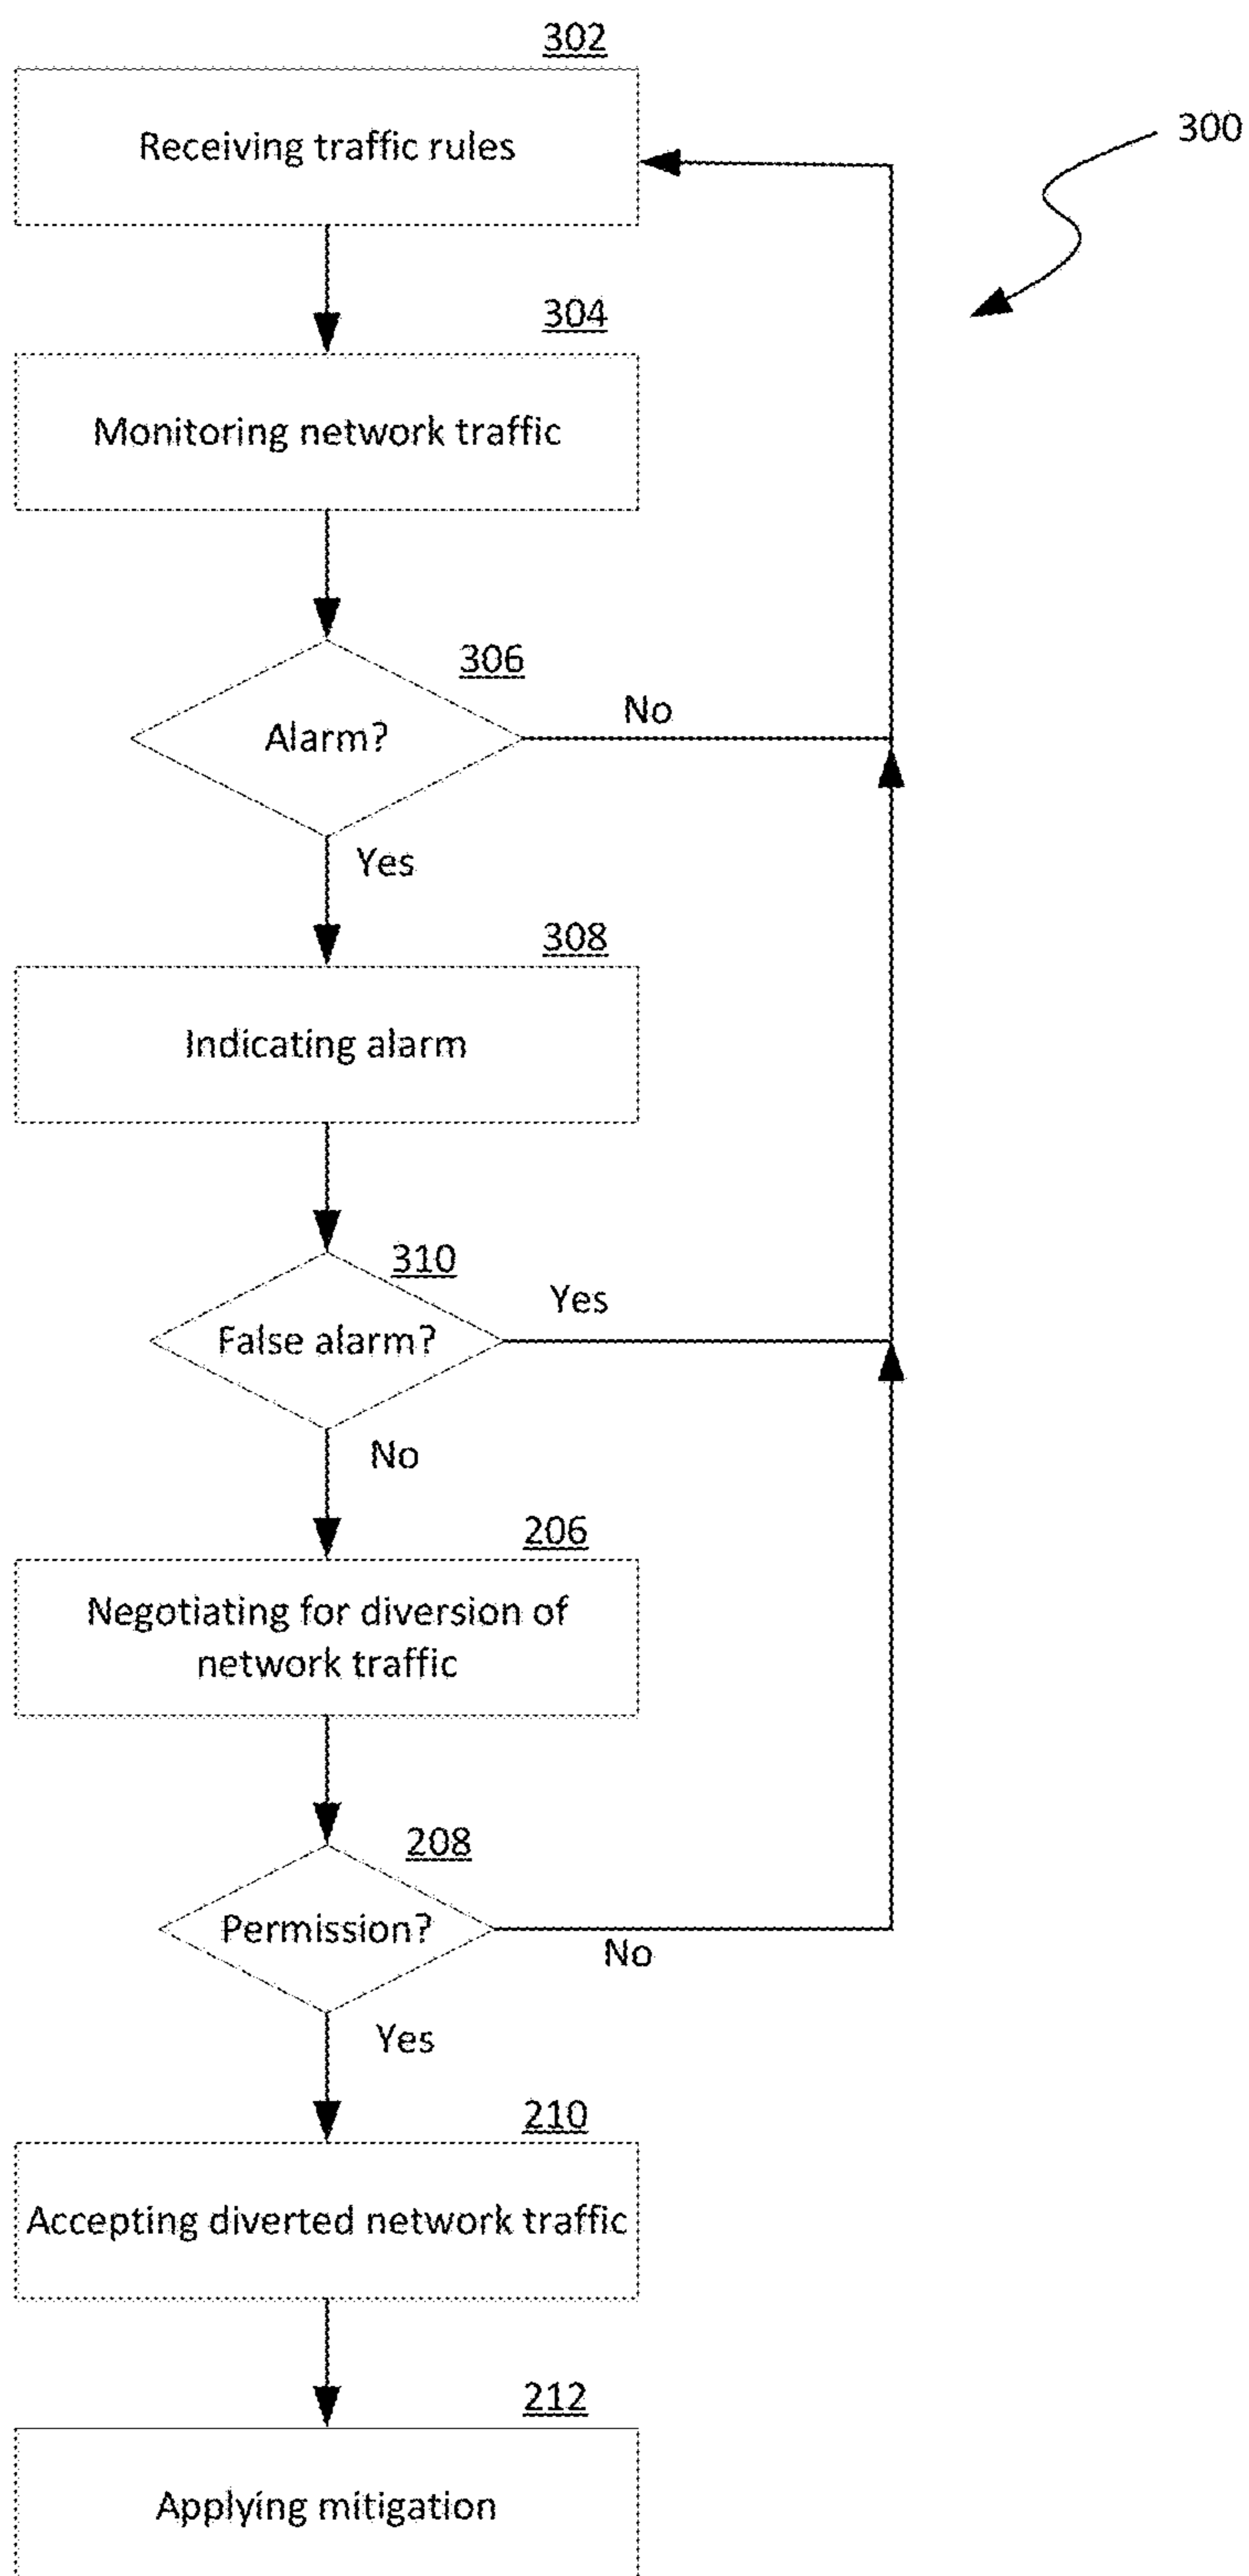 302
Receiving traffic rules
300
304
Monitoring network traffic
306
Alarm?
No
Yes
308
Indicating alarm
310
False alarm?
Yes
No
206
Negotiating for diversion of
network traffic
208
Permission?
No
Yes
210
Accepting diverted network traffic
212
Applying mitigation